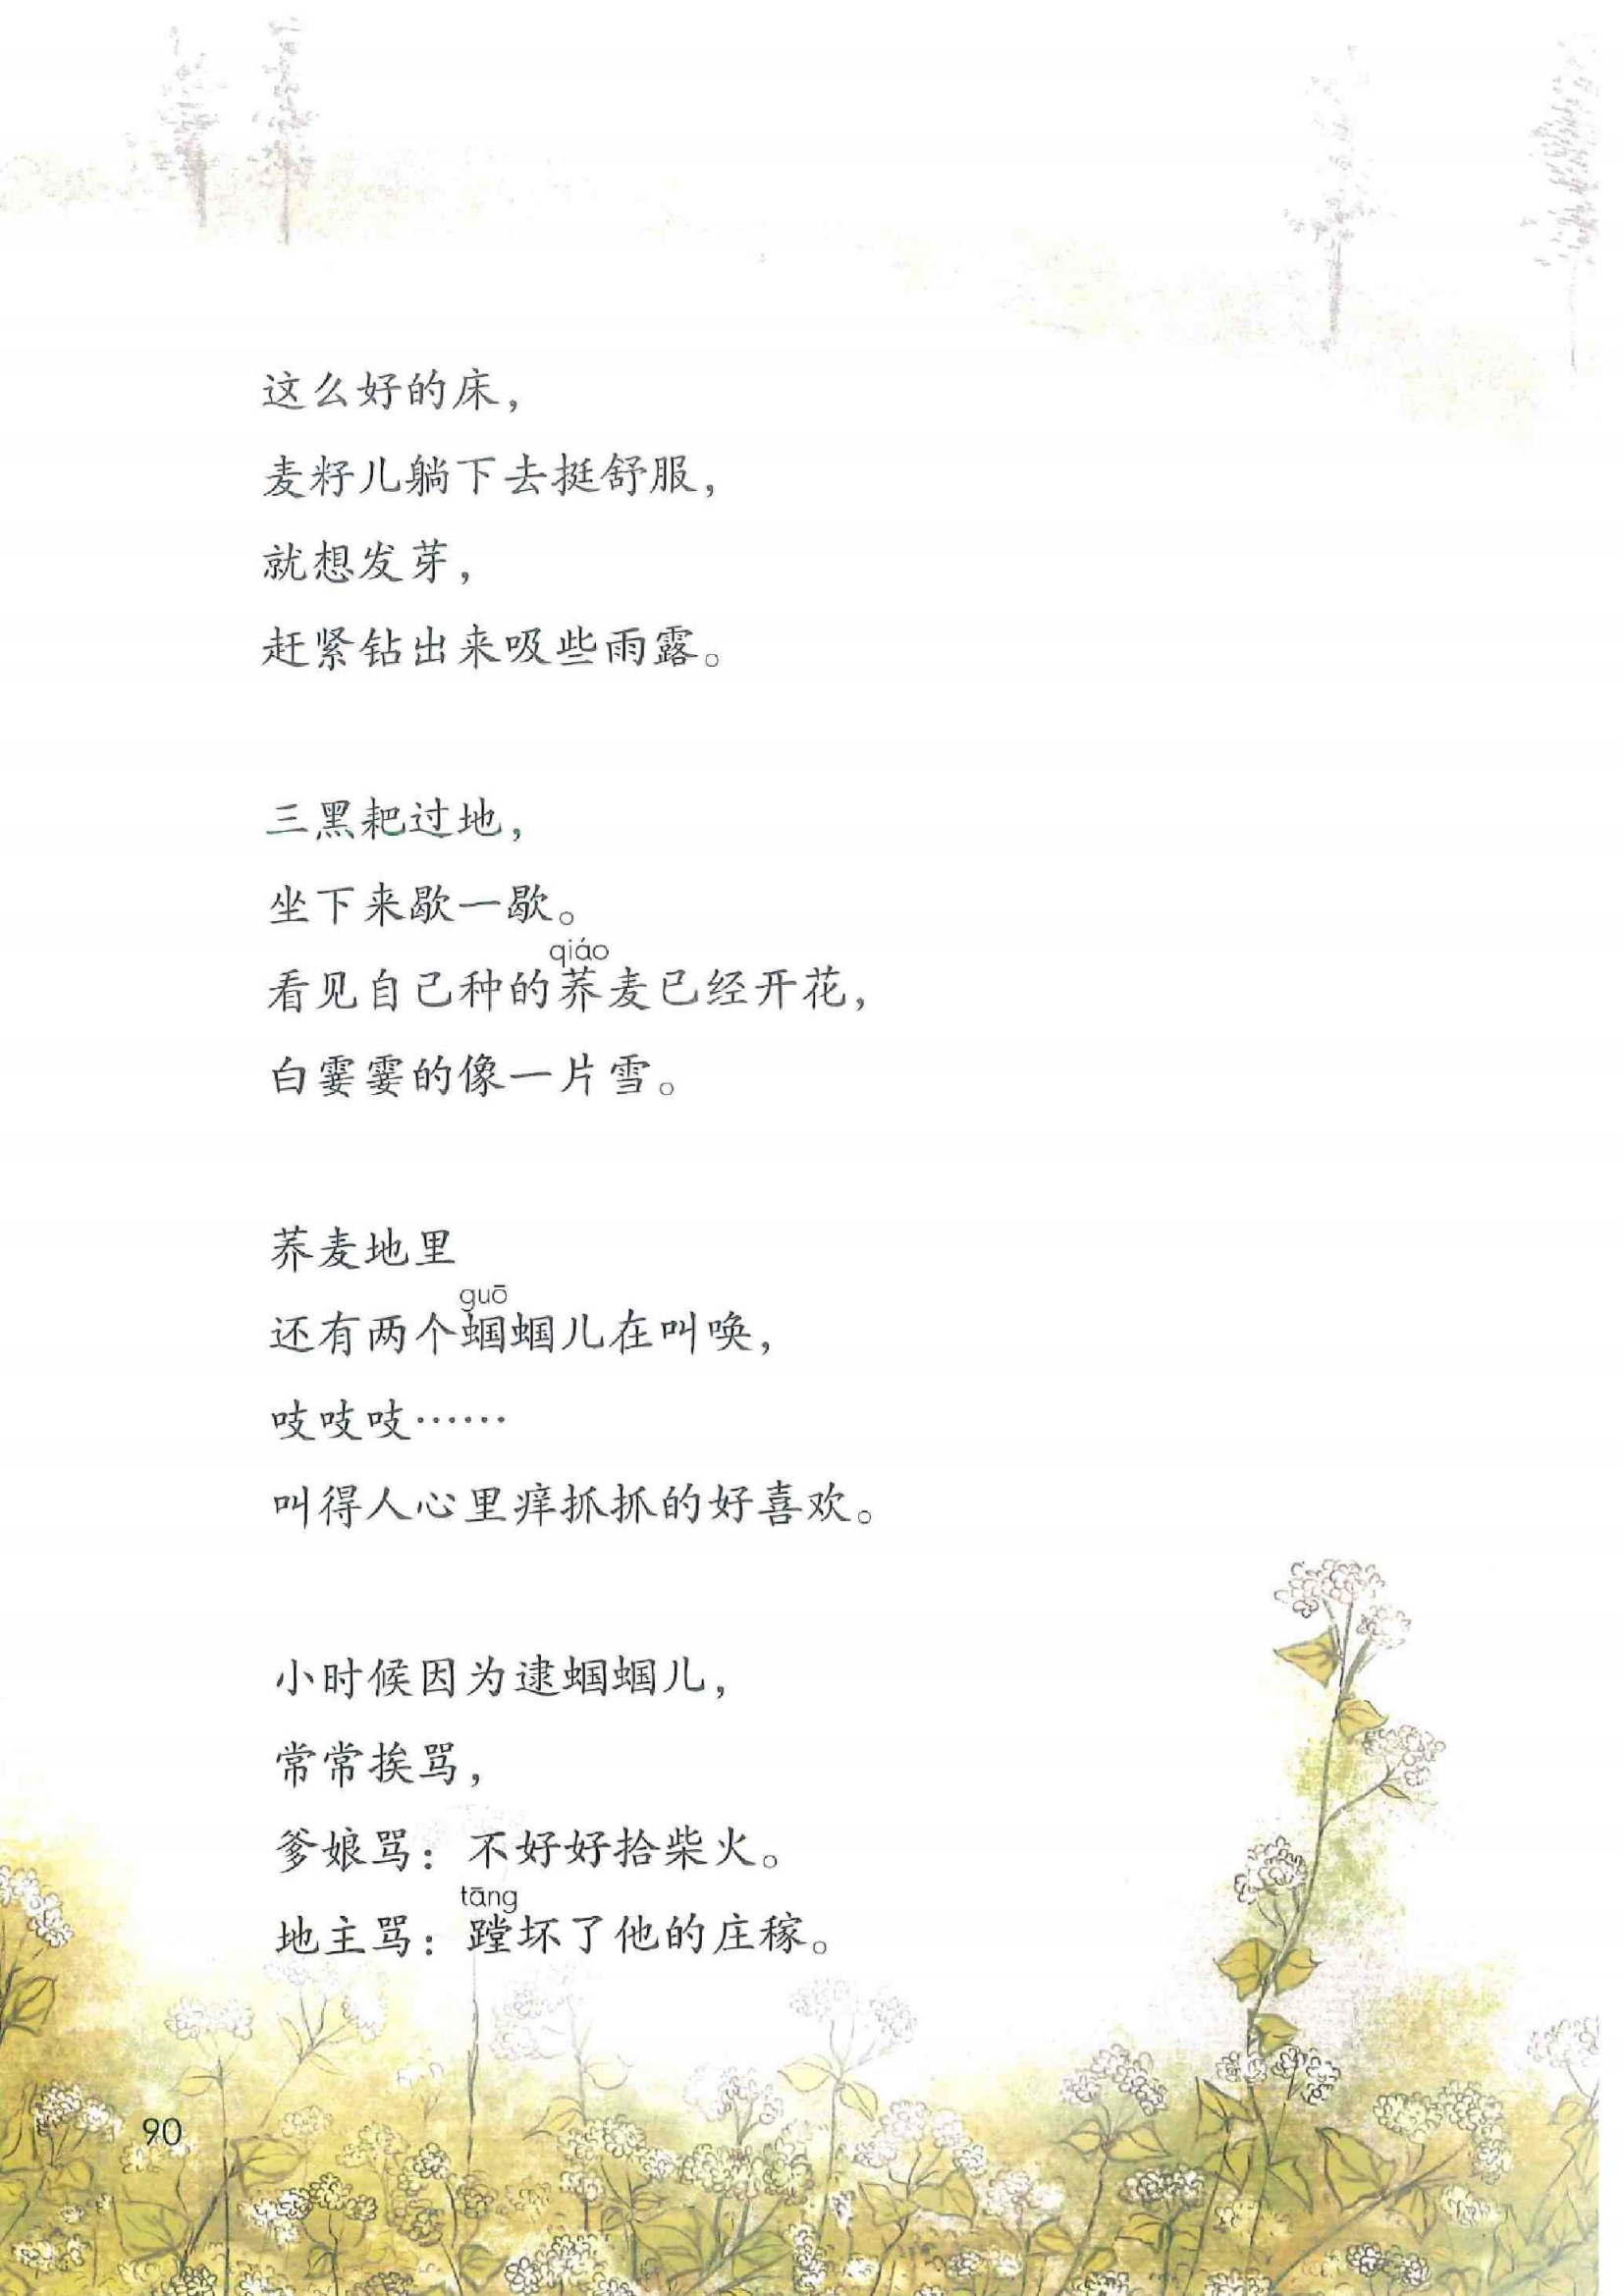 这么好的床，
麦籽儿躺下去挺舒服，
就想发芽，
赶紧钻出来吸些雨露。
三黑耙过地，
坐下来歇一歇。
qiáo
看见自己种的荞麦已经开花，
白霎霎的像一片雪。
荞麦地里
guō
还有两个蝈蝈儿在叫唤，
吱吱吱……
叫得人心里痒抓抓的好喜欢。
小时候因为逮蝈蝈儿，
常常挨骂，
爹娘骂：不好好拾柴火。
tāng
地主骂：蹚坏了他的庄稼。
90